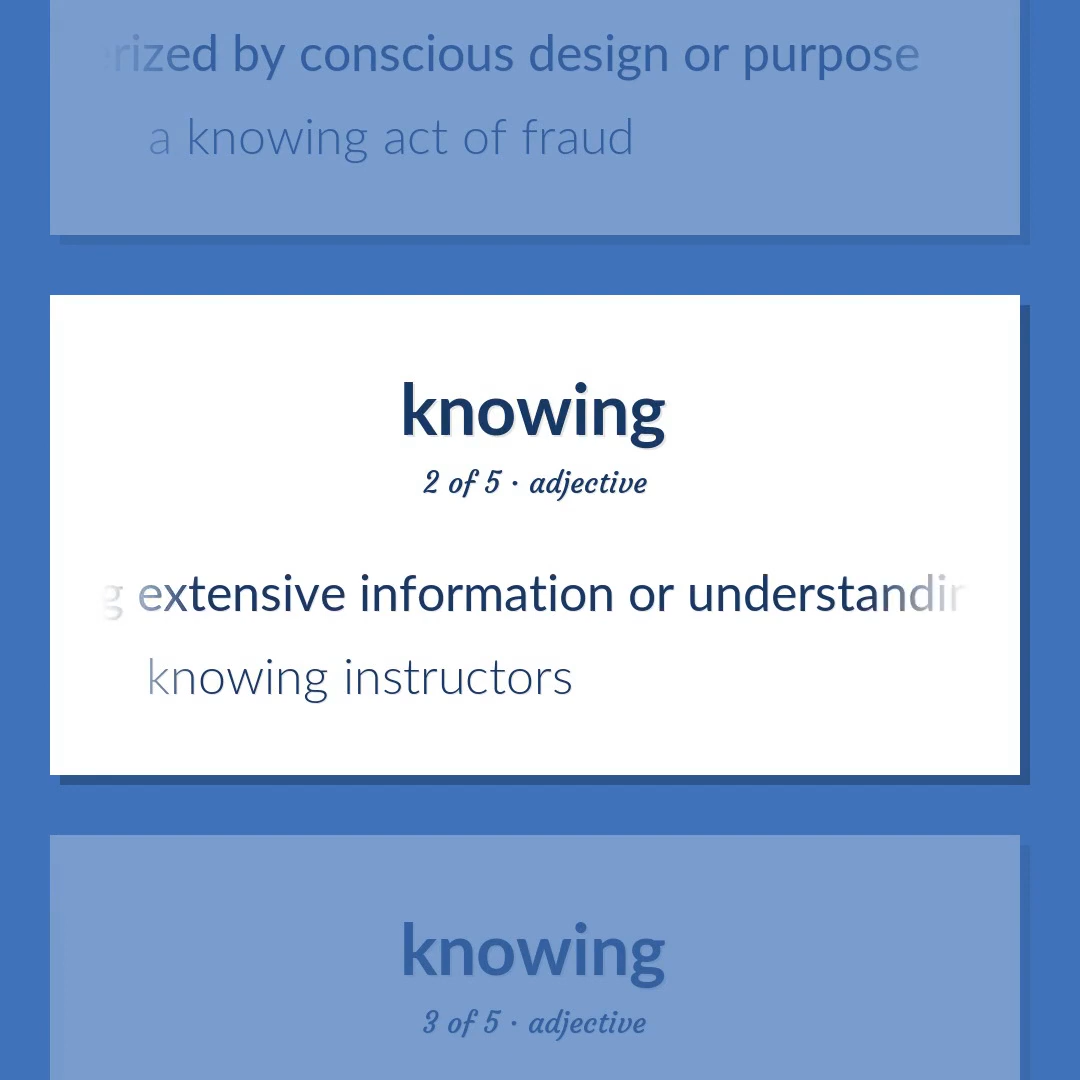 rized by conscious design or purpose
a knowing act of fraud
knowing
2 of 5 · adjective
g extensive information or understandin
knowing instructors
knowing
3 of 5 · adjective